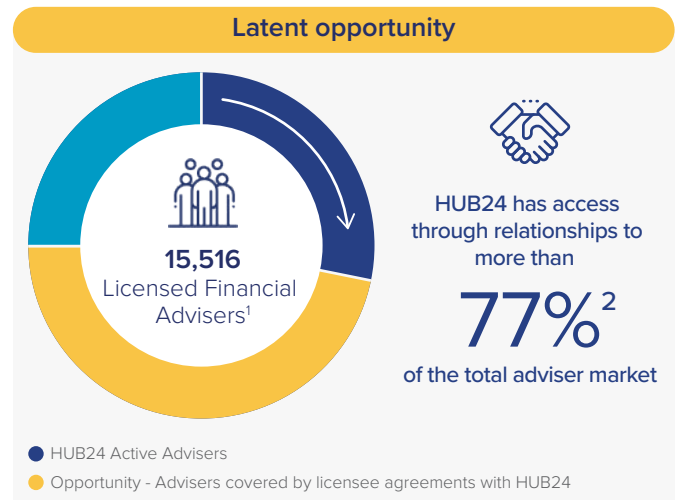 Latent opportunity
15,516
Licensed Financial
Advisers¹
HUB24 has access
through relationships to
more than
77%²
of the total adviser market
HUB24 Active Advisers
Opportunity - Advisers covered by licensee agreements with HUB24